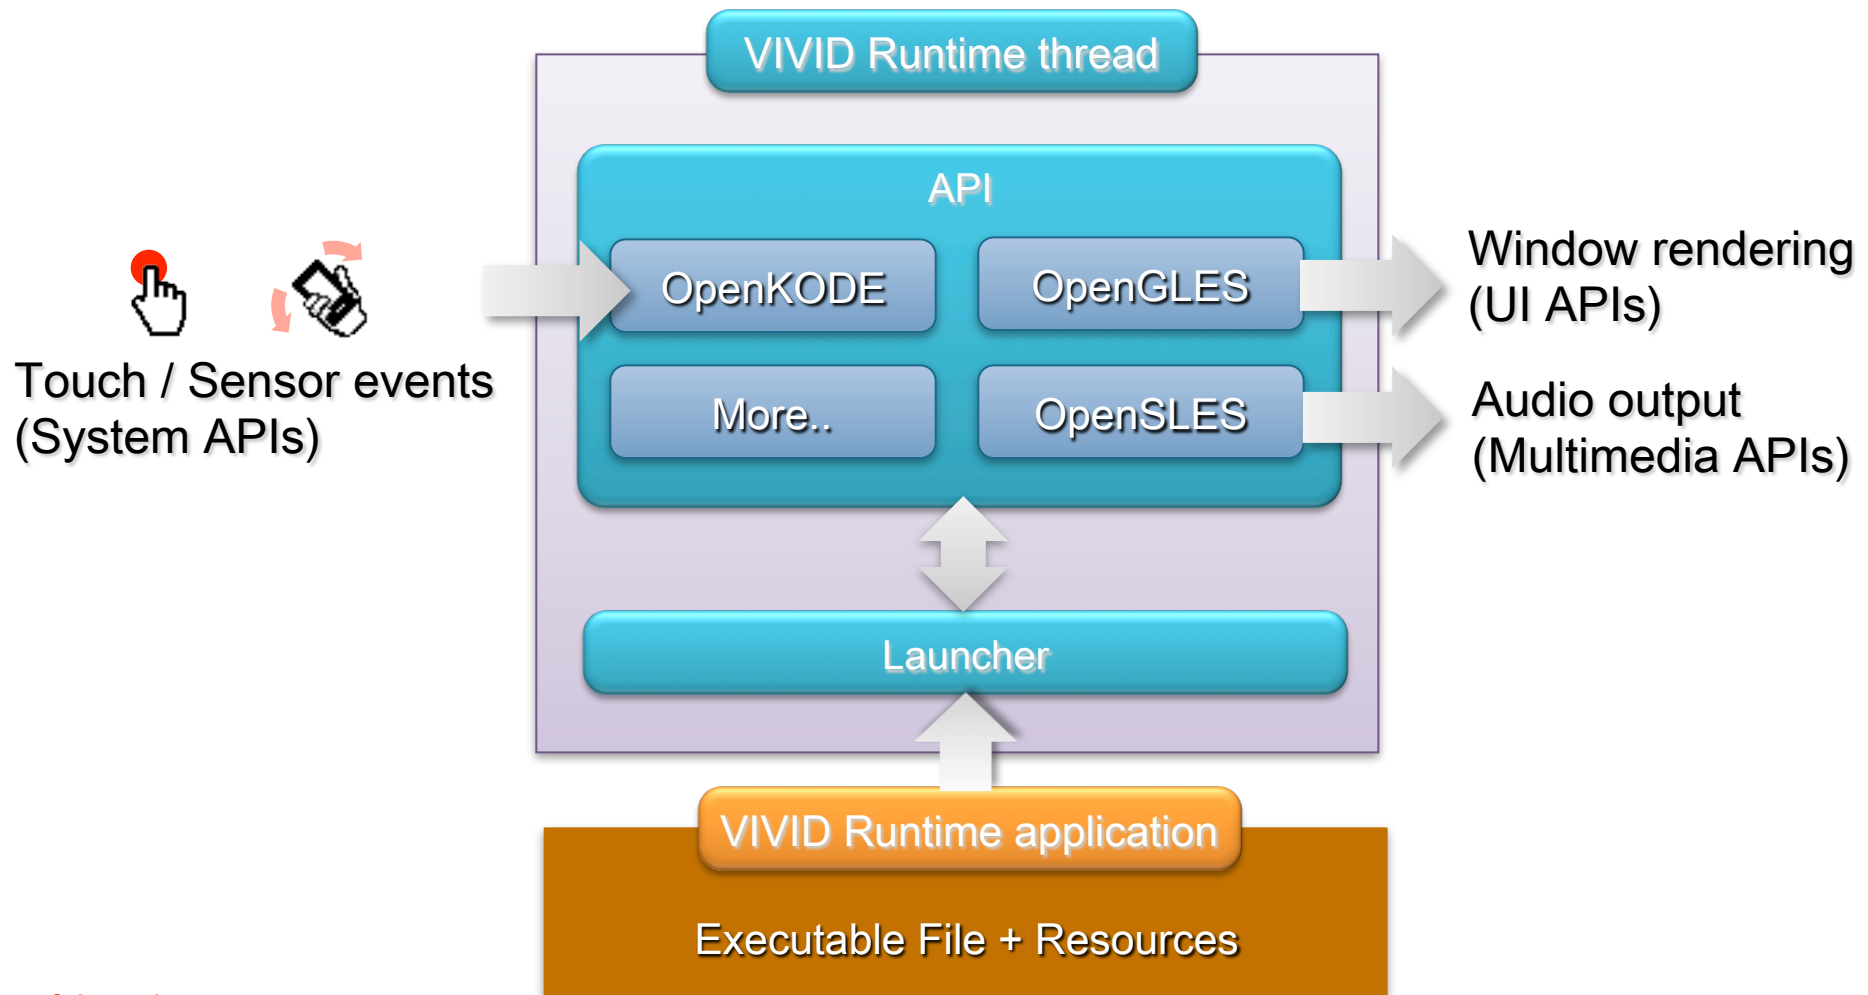 VIVID Runtime thread
API
OpenKODE
OpenGLES
Window rendering
(UI APIs)
Touch / Sensor events
(System APIs)
More..
OpenSLES
Audio output
(Multimedia APIs)
Launcher
VIVID Runtime application
Executable File + Resources